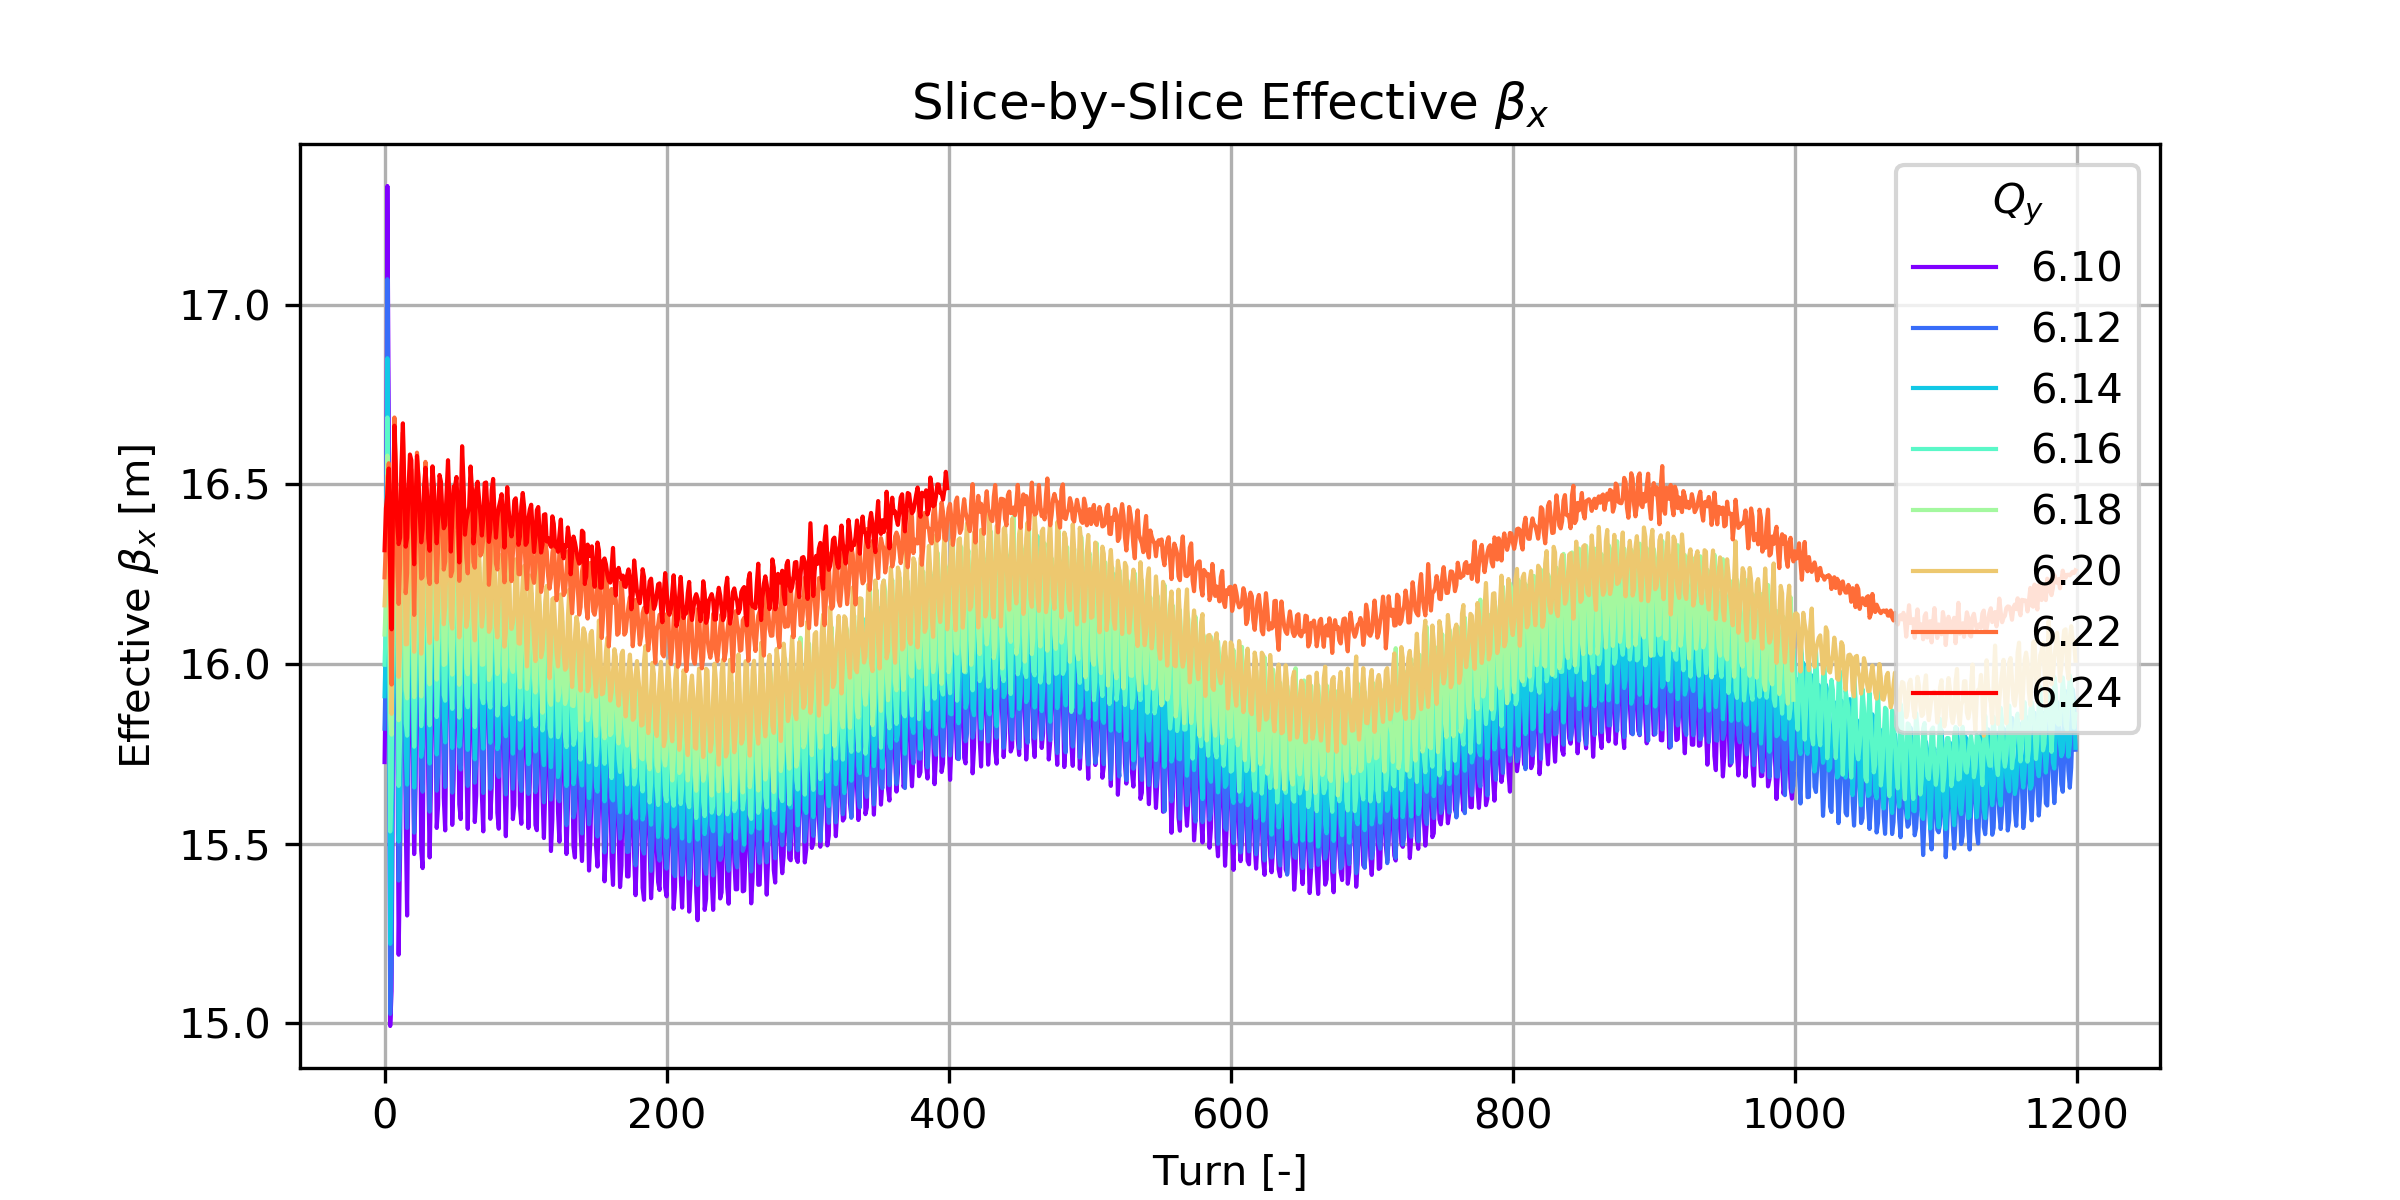 Slice-by-Slice Effective βx
Effective βx [m]
17.0
16.5
16.0
15.5
15.0
0 200 400 600 800 1000 1200
Turn [-]
Qy
6.10
6.12
6.14
6.16
6.18
6.20
6.22
6.24